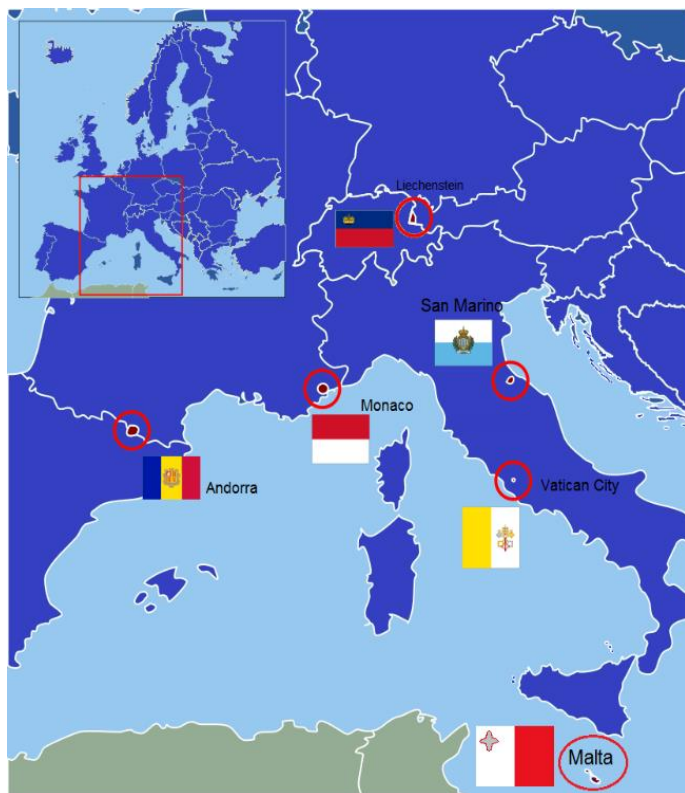 Liechenstein
San Marino
Monaco
Andorra
Vatican City
Malta